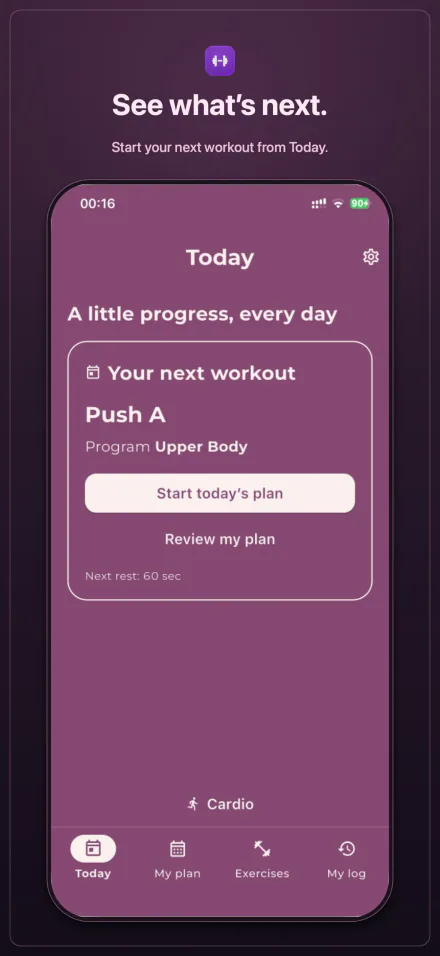 See what’s next.
Start your next workout from Today.
00:16
90
Today
A little progress, every day
Your next workout
Push A
Program Upper Body
Start today’s plan
Review my plan
Next rest: 60 sec
Cardio
Today
My plan
Exercises
My log